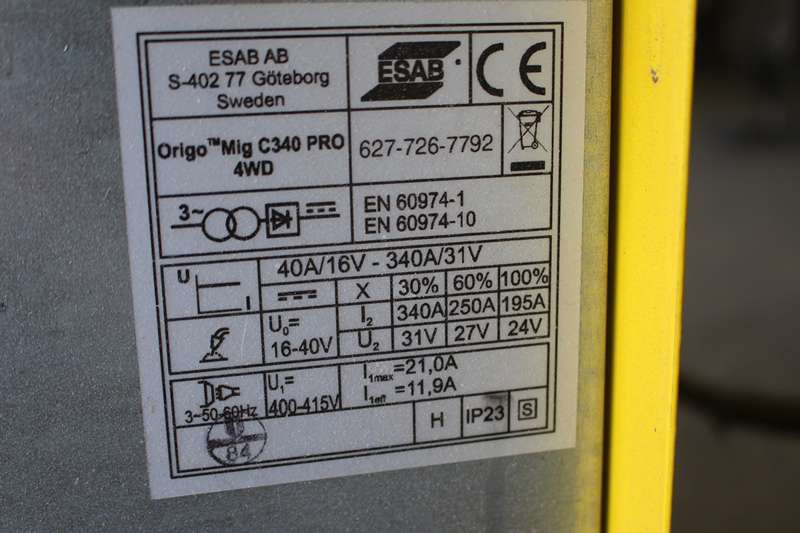 ESAB AB
S-402 77 Göteborg
Sweden
ESAB
CE
Origo™Mig C340 PRO
4WD
627-726-7792
3~
EN 60974-1
EN 60974-10
U
I
40A/16V - 340A/31V
X 30% 60% 100%
I₂ 340A 250A 195A
U₀=
16-40V
U₂ 31V 27V 24V
3~50-60Hz
U₁=
400-415V
I₁max=21,0A
I₁eff=11,9A
84
H IP23 S